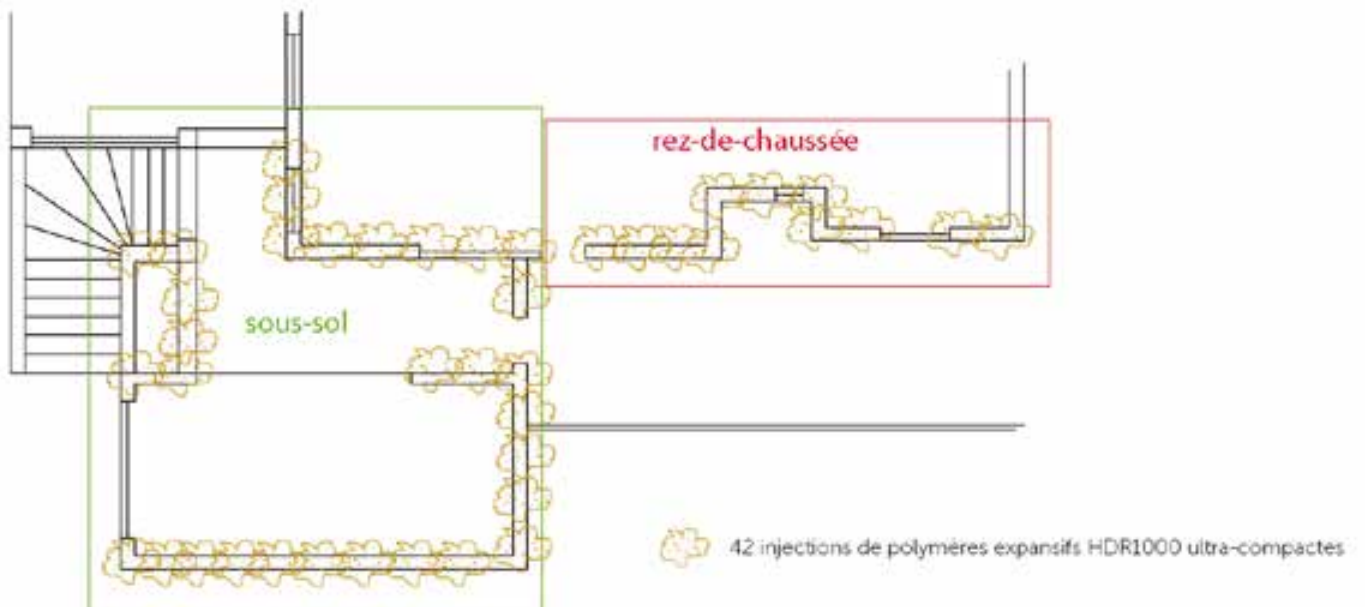 rez-de-chaussée
sous-sol
42 injections de polymères expansifs HDR1000 ultra-compactes